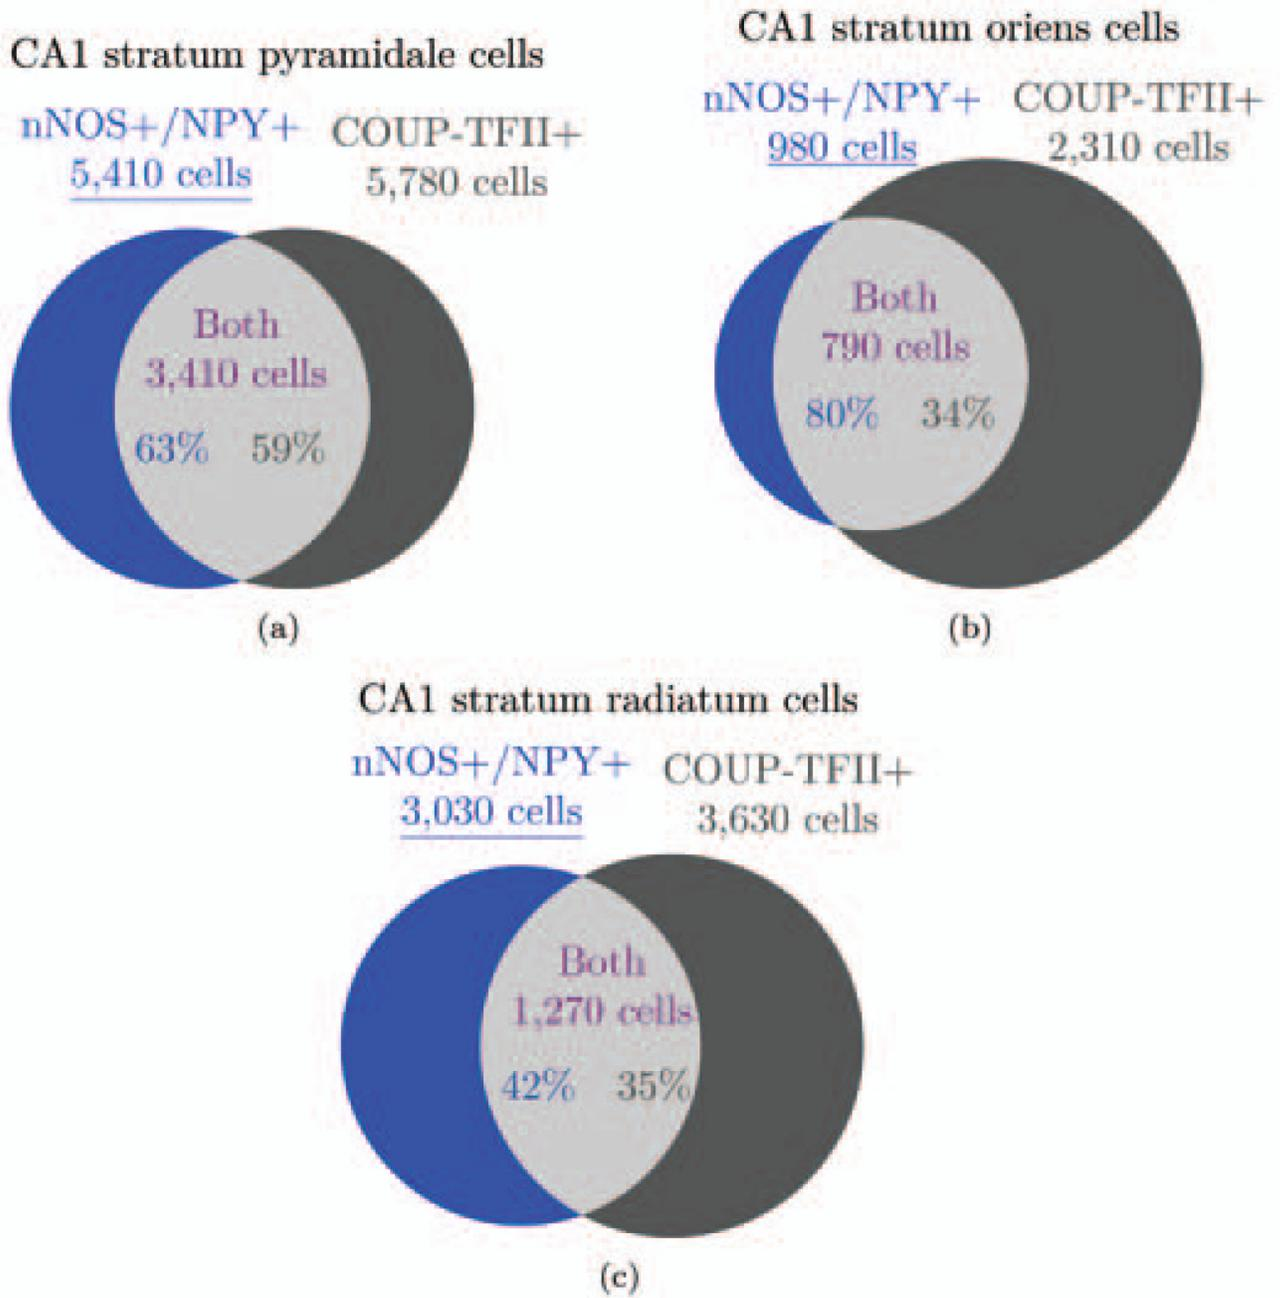 CA1 stratum pyramidale cells
nNOS+/NPY+ COUP-TFII+
5,410 cells 5,780 cells
Both
3,410 cells
63% 59%
(a)
CA1 stratum oriens cells
nNOS+/NPY+ COUP-TFII+
980 cells 2,310 cells
Both
790 cells
80% 34%
(b)
CA1 stratum radiatum cells
nNOS+/NPY+ COUP-TFII+
3,030 cells 3,630 cells
Both
1,270 cells
42% 35%
(c)